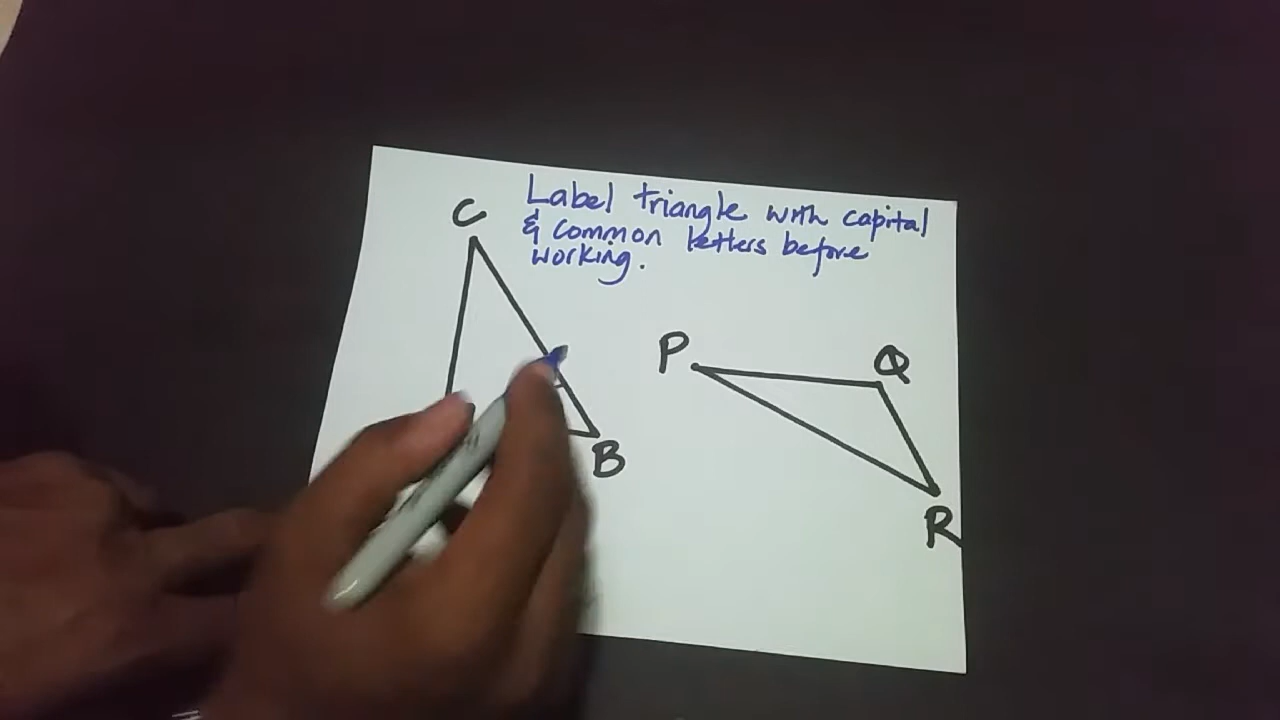 Label triangle with capital
& common letters before
working.
C
P
Q
B
R